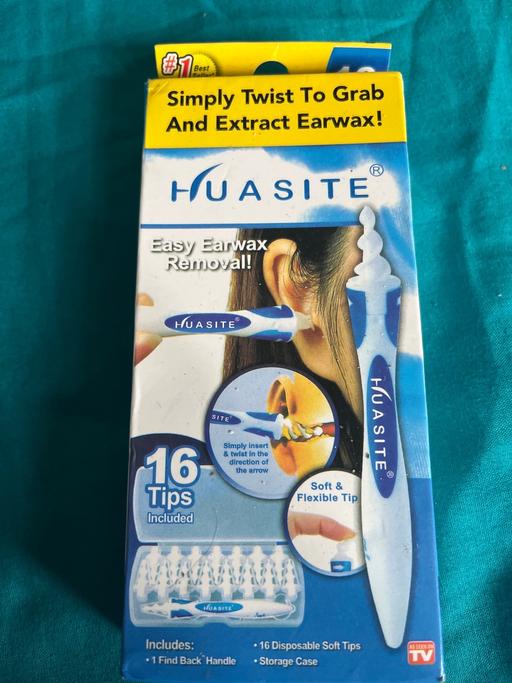 #1 Best
Seller
Simply Twist To Grab
And Extract Earwax!
HUASITE®
Easy Earwax
Removal!
HUASITE®
HUASITE®
SITE
Simply insert
& twist in the
direction of
the arrow
16
Tips
Included
Soft &
Flexible Tip
HUASITE
Includes:
• 1 Find Back Handle
• 16 Disposable Soft Tips
• Storage Case
AS SEEN ON
TV